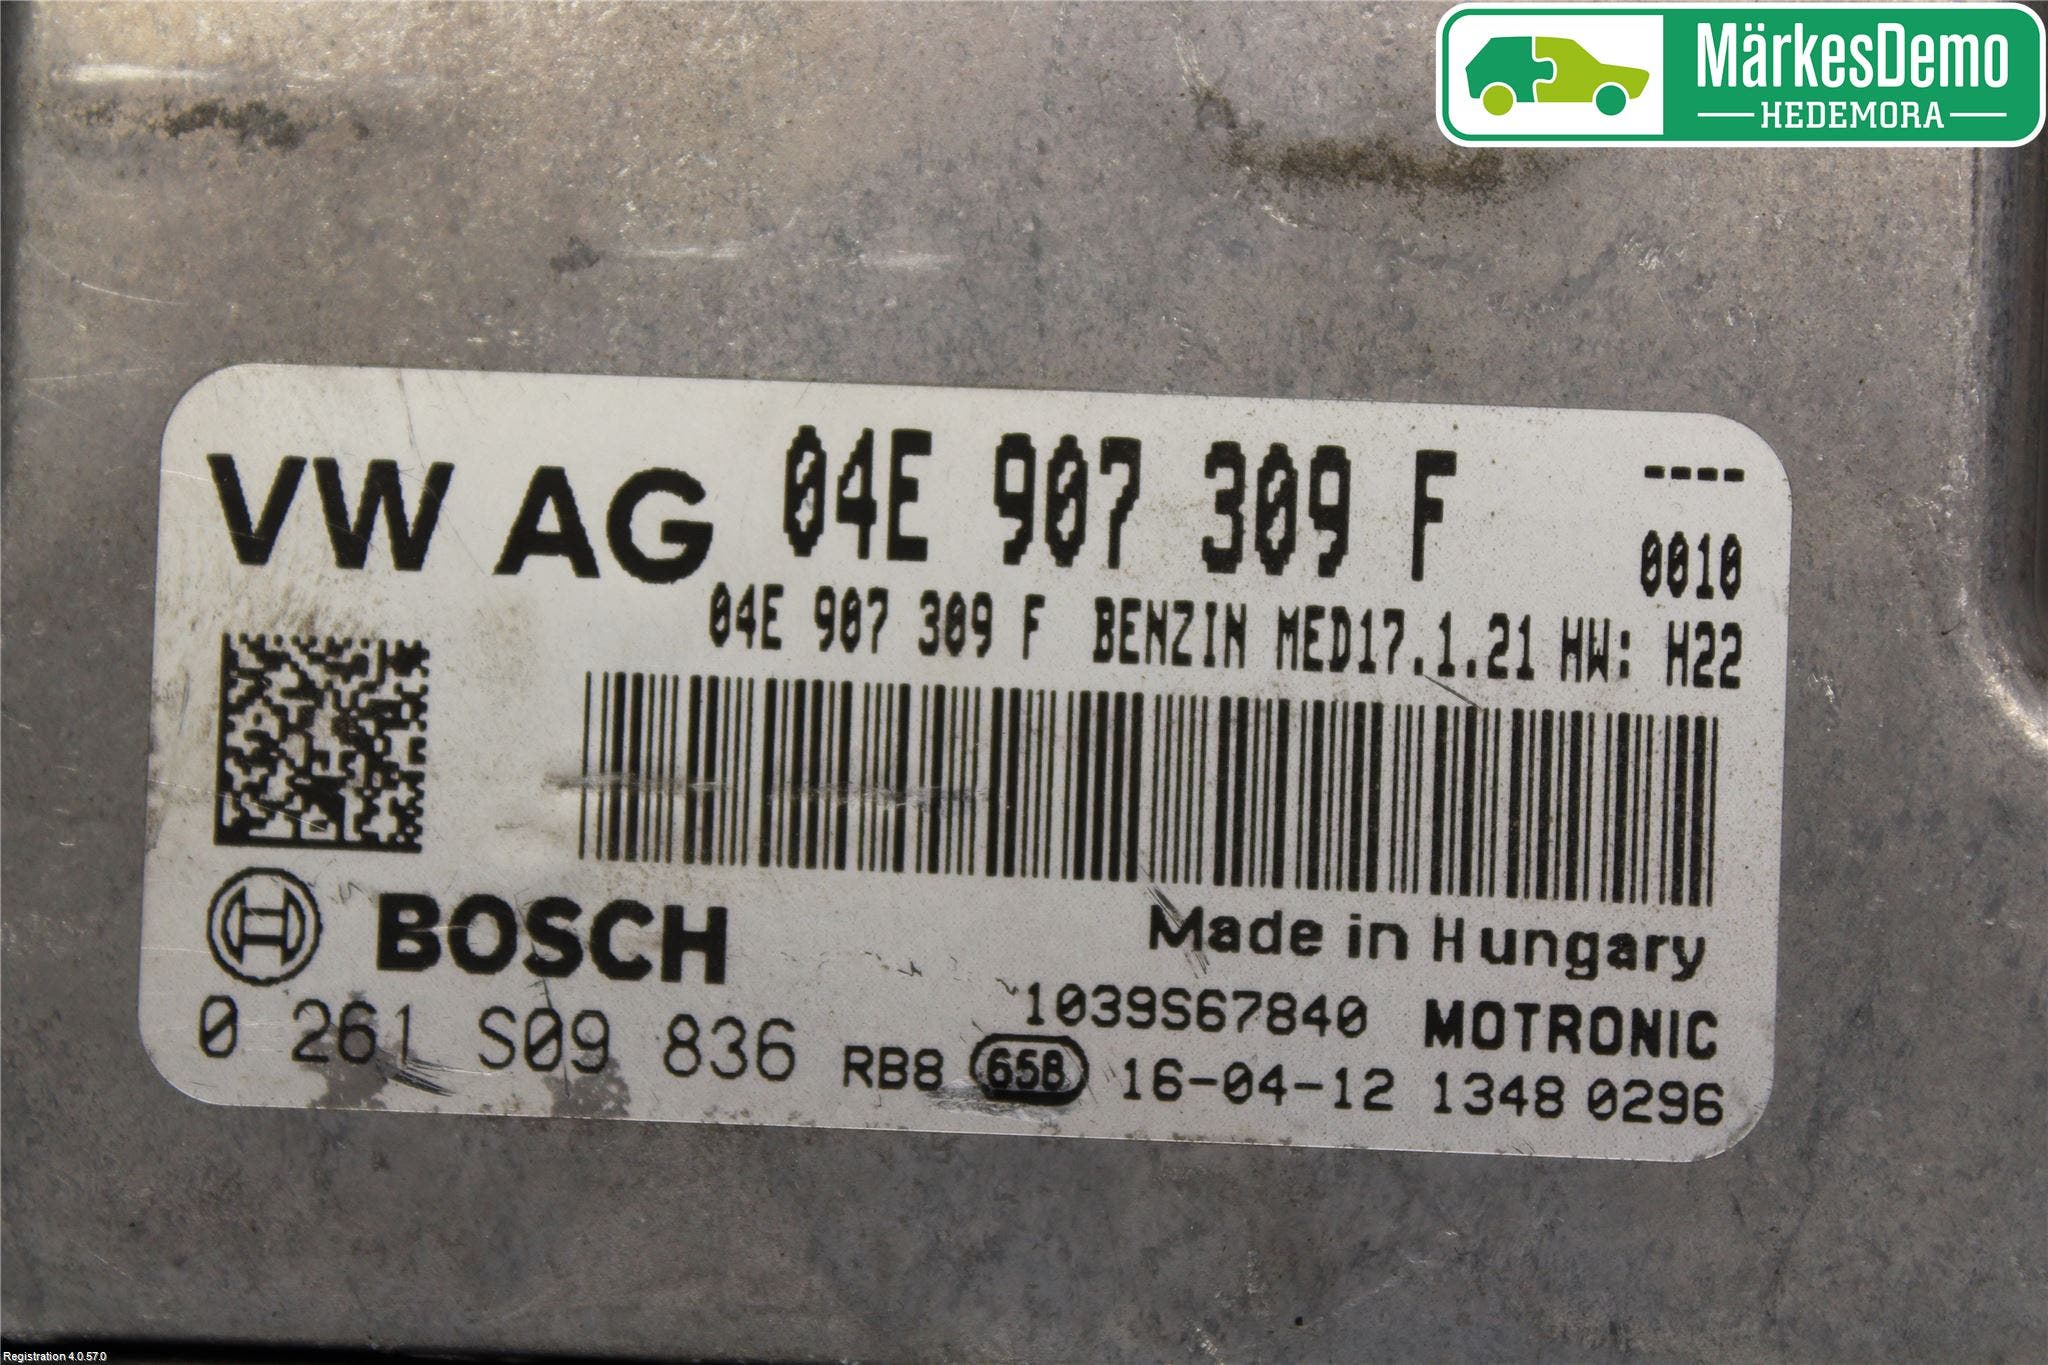 MärkesDemo
HEDEMORA
VW AG 04E 907 309 F ----
0010
04E 907 309 F BENZIN MED17.1.21 HW: H22
BOSCH
Made in Hungary
1039S67840 MOTRONIC
0 261 S09 836 RB8 658 16-04-12 1348 0296
Registration 4.0.57.0